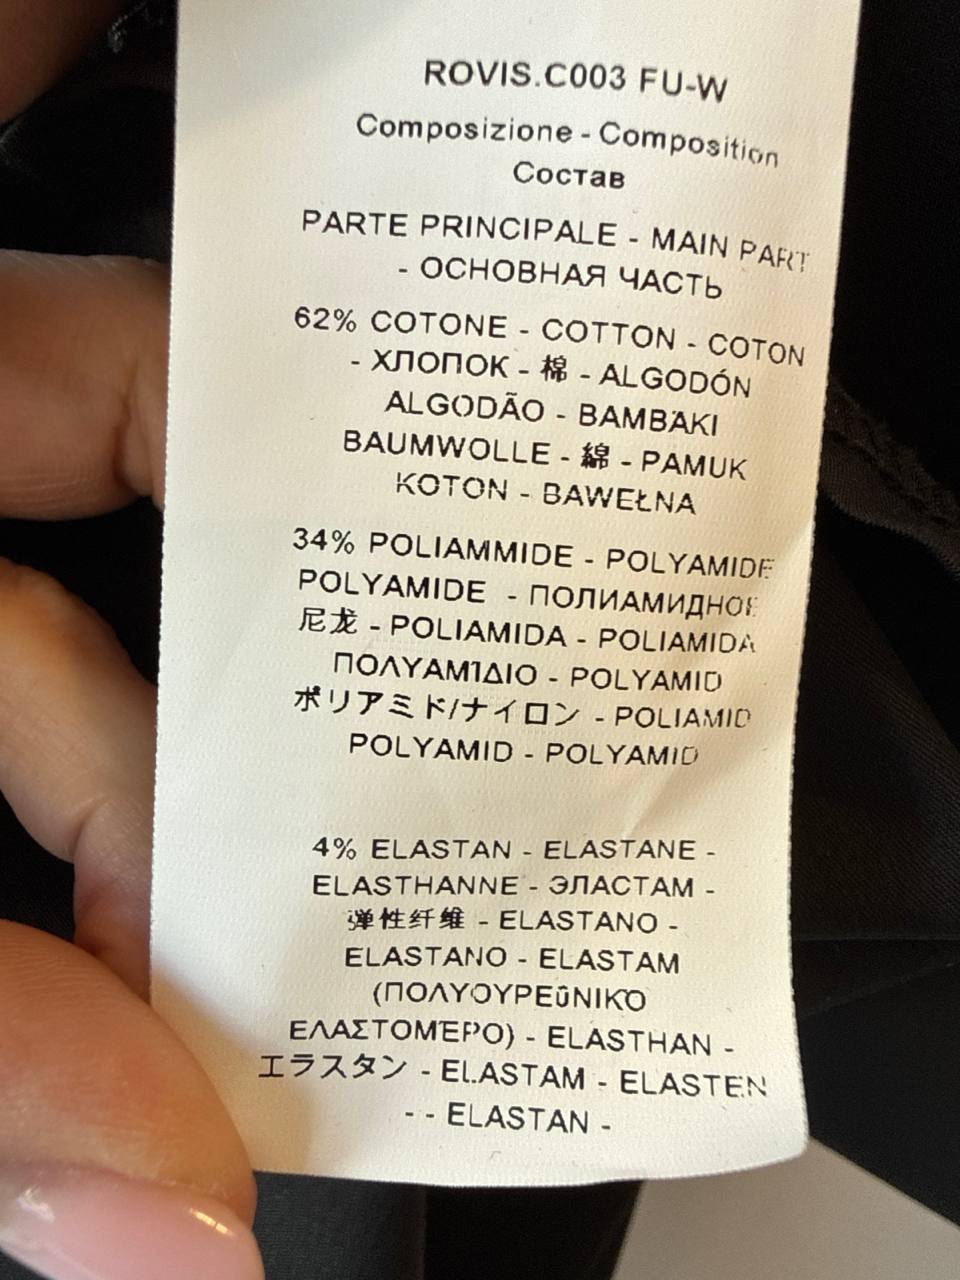 ROVIS.C003 FU-W
Composizione - Composition
Состав
PARTE PRINCIPALE - MAIN PART
- ОСНОВНАЯ ЧАСТЬ
62% COTONE - COTTON - COTON
- ХЛОПОК - 棉 - ALGODÓN
ALGODÃO - BAMBAKI
BAUMWOLLE - 綿 - PAMUK
KOTON - BAWEŁNA
34% POLIAMMIDE - POLYAMIDE
POLYAMIDE - ПОЛИАМИДНОЕ
尼龙 - POLIAMIDA - POLIAMIDA
ΠΟΛΥΑΜΊΔΙΟ - POLYAMID
ポリアミド/ナイロン - POLIAMID
POLYAMID - POLYAMID
4% ELASTAN - ELASTANE -
ELASTHANNE - ЭЛАСТАМ -
弹性纤维 - ELASTANO -
ELASTANO - ELASTAM
(ΠΟΛΥΟΥΡΕûΝΙΚΌ
ΕΛΑΣΤΟΜΈΡΟ) - ELASTHAN -
エラスタン - ELASTAM - ELASTEN
- - ELASTAN -